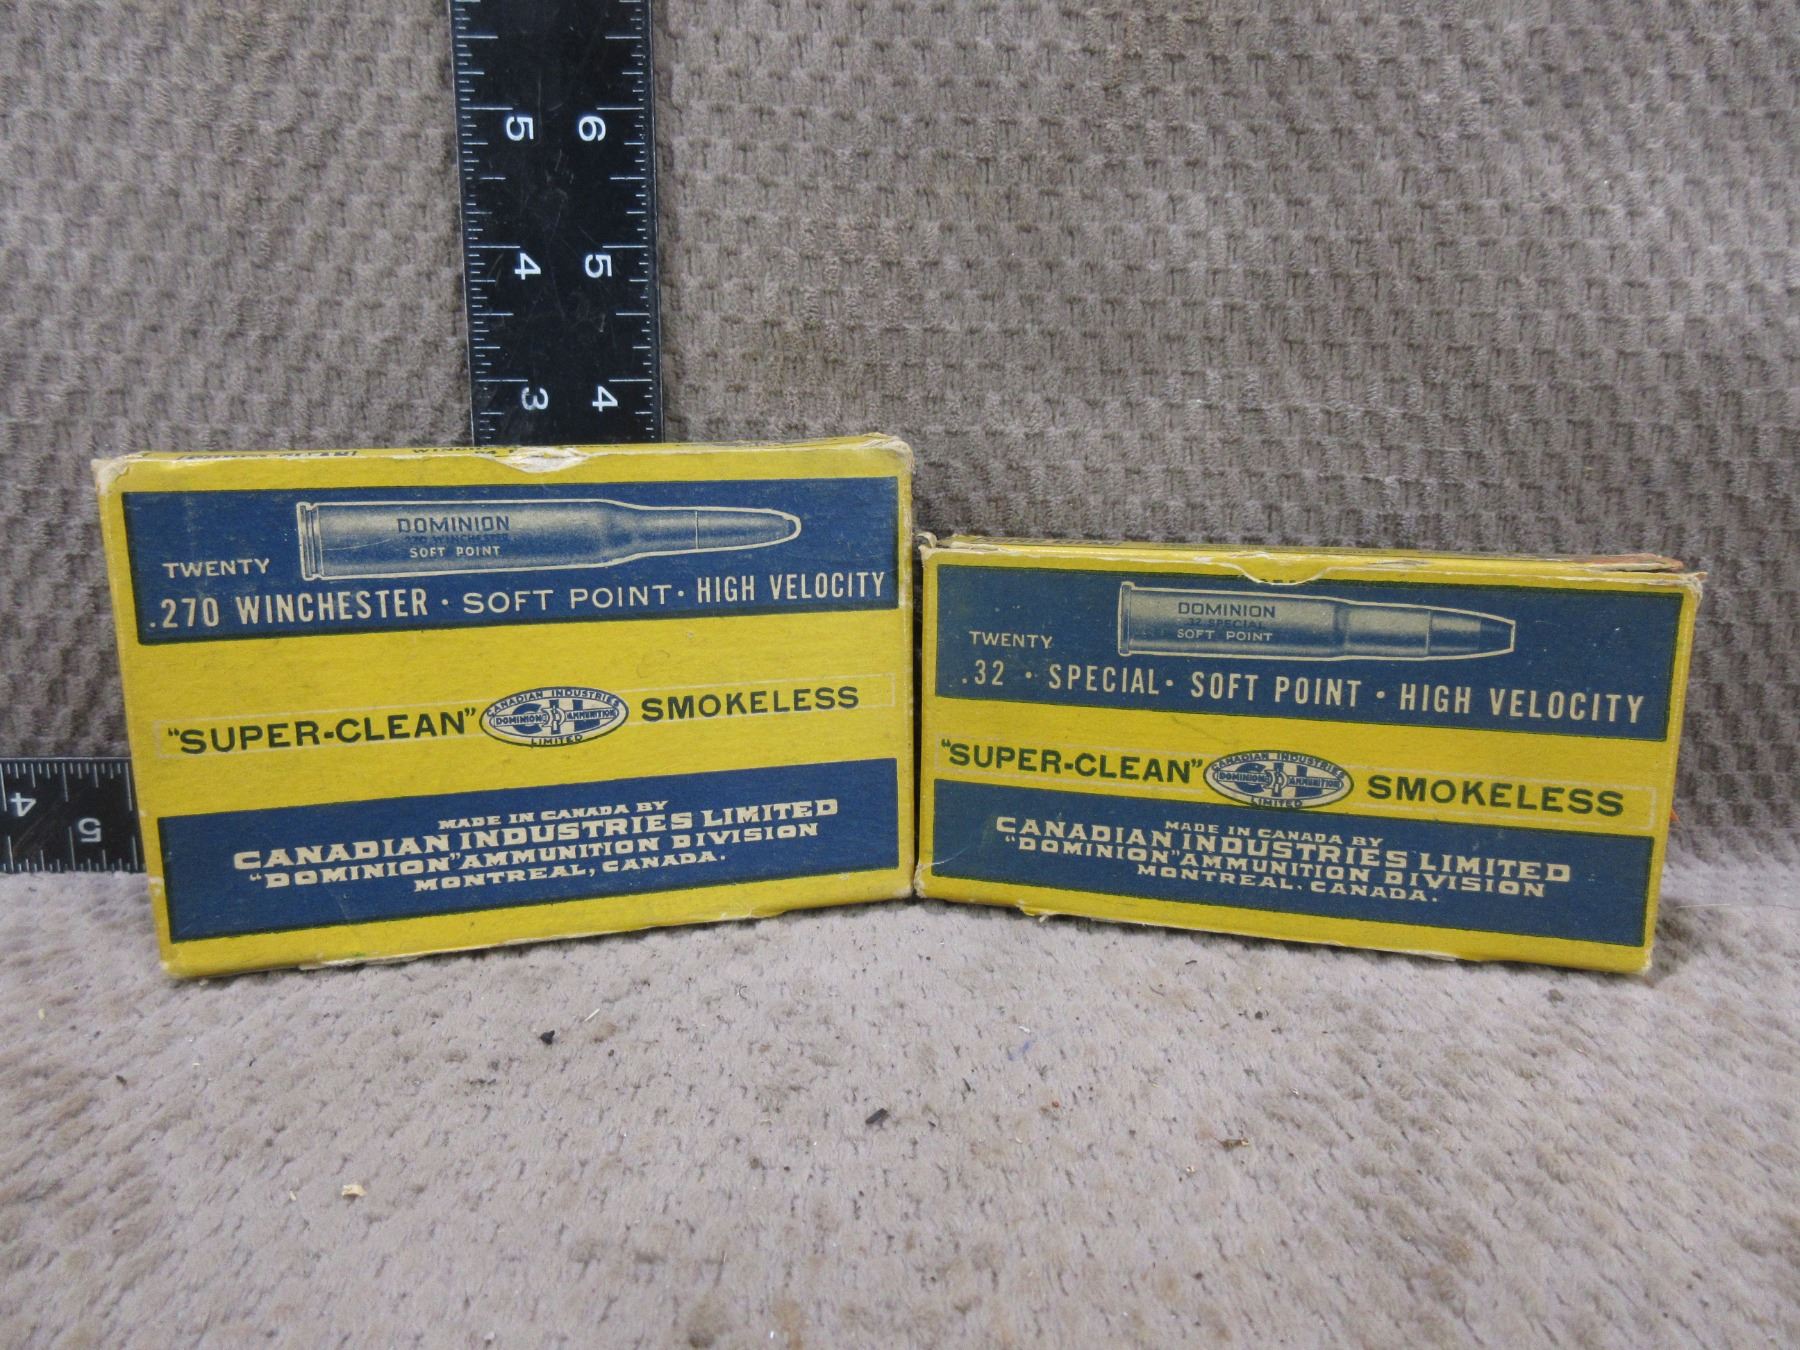 5 6
4 5
3 4
4 5
DOMINION
270 WINCHESTER
SOFT POINT
TWENTY
.270 WINCHESTER · SOFT POINT · HIGH VELOCITY
"SUPER-CLEAN" SMOKELESS
CANADIAN INDUSTRIES
CIL
DOMINION AMMUNITION
LIMITED
MADE IN CANADA BY
CANADIAN INDUSTRIES LIMITED
"DOMINION" AMMUNITION DIVISION
MONTREAL, CANADA.
DOMINION
.32 SPECIAL
SOFT POINT
TWENTY
.32 · SPECIAL · SOFT POINT · HIGH VELOCITY
"SUPER-CLEAN" SMOKELESS
CANADIAN INDUSTRIES
CIL
DOMINION AMMUNITION
LIMITED
MADE IN CANADA BY
CANADIAN INDUSTRIES LIMITED
"DOMINION" AMMUNITION DIVISION
MONTREAL, CANADA.